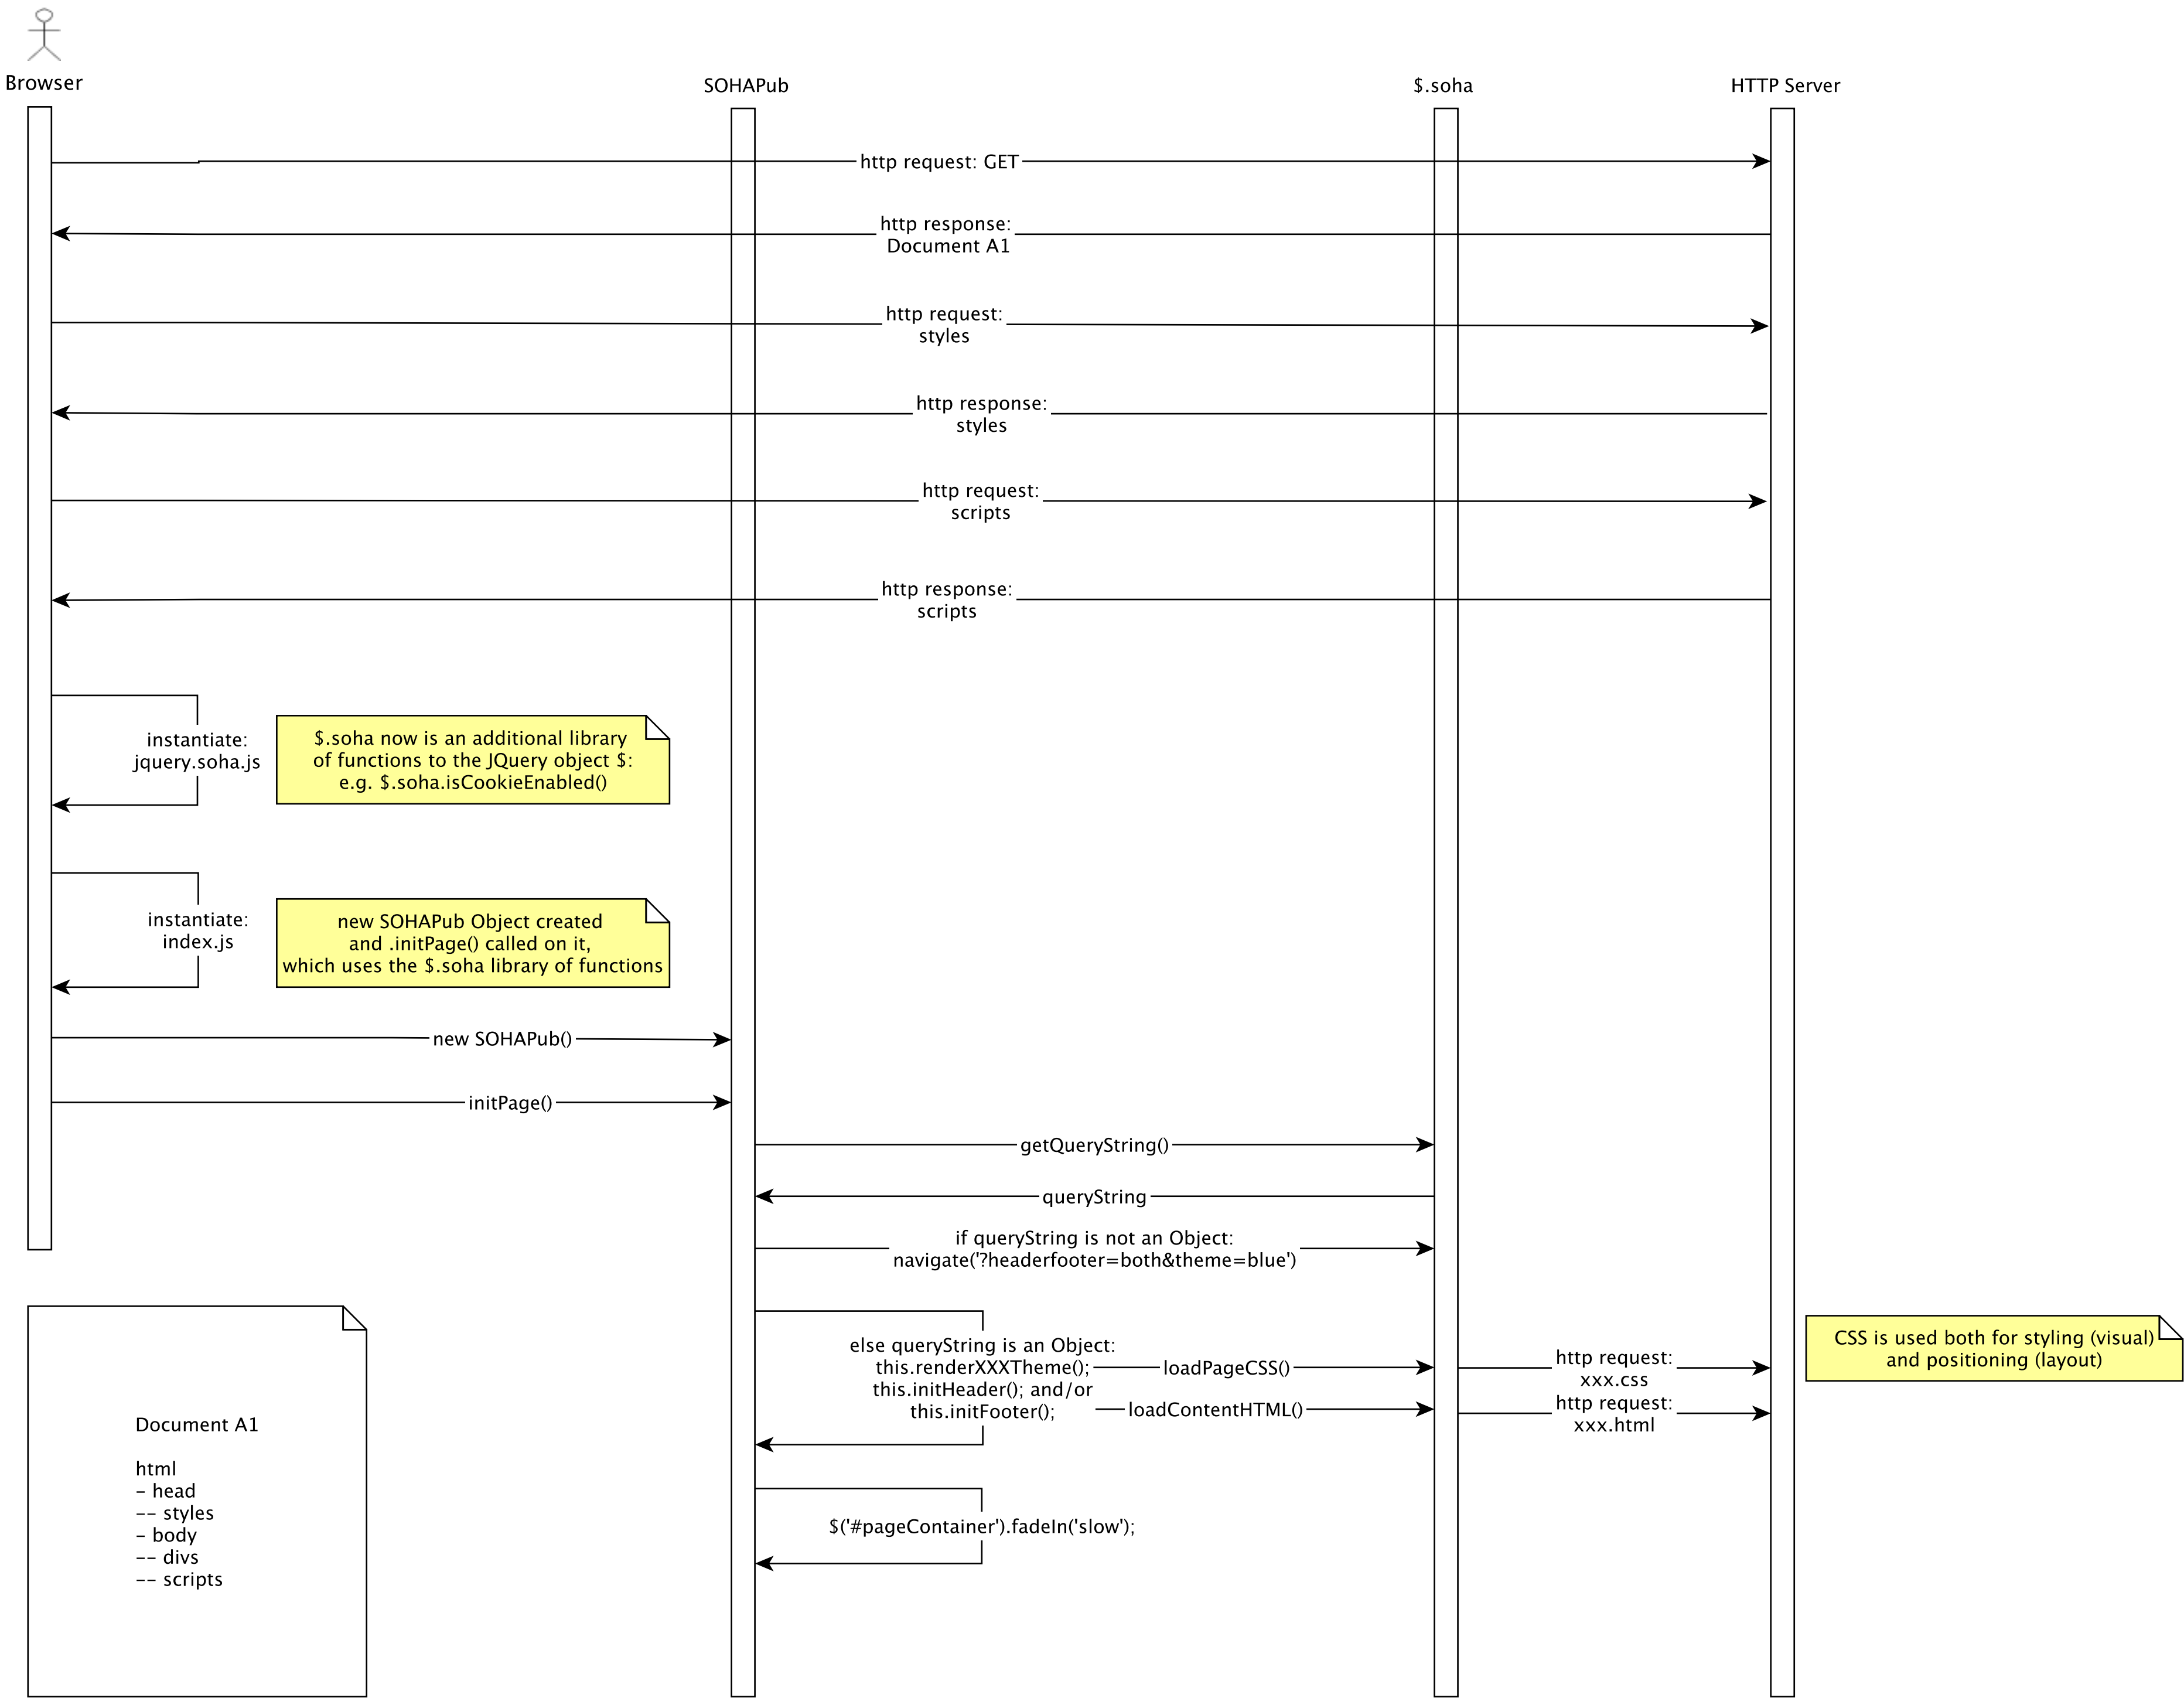 Browser
SOHAPub
$.soha
HTTP Server
http request: GET
http response:
Document A1
http request:
styles
http response:
styles
http request:
scripts
http response:
scripts
instantiate:
jquery.soha.js
$.soha now is an additional library
of functions to the JQuery object $:
e.g. $.soha.isCookieEnabled()
instantiate:
index.js
new SOHAPub Object created
and .initPage() called on it,
which uses the $.soha library of functions
new SOHAPub()
initPage()
getQueryString()
queryString
if queryString is not an Object:
navigate('?headerfooter=both&theme=blue')
else queryString is an Object:
this.renderXXXTheme();
this.initHeader(); and/or
this.initFooter();
loadPageCSS()
loadContentHTML()
http request:
xxx.css
http request:
xxx.html
CSS is used both for styling (visual)
and positioning (layout)
$('#pageContainer').fadeIn('slow');
Document A1
html
- head
-- styles
- body
-- divs
-- scripts